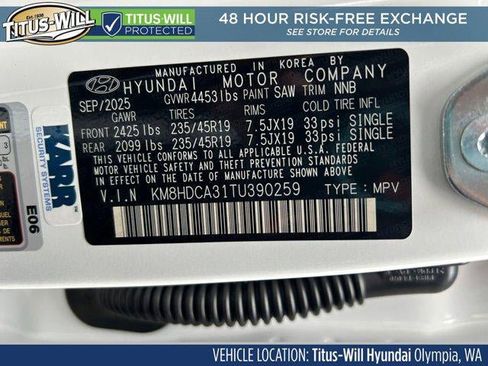 TITUS-WILL
TITUS-WILL
PROTECTED
48 HOUR RISK-FREE EXCHANGE
SEE STORE FOR DETAILS
MANUFACTURED IN KOREA BY
HYUNDAI MOTOR COMPANY
SEP/2025 GVWR 4453lbs PAINT SAW TRIM NNB
GAWR TIRES RIMS COLD TIRE INFL
FRONT 2425 lbs 235/45R19 7.5JX19 33psi SINGLE
REAR 2099 lbs 235/45R19 7.5JX19 33psi SINGLE
THIS VEHICLE CONFORMS TO ALL APPLICABLE U.S. FEDERAL
MOTOR VEHICLE SAFETY AND THEFT PREVENTION STANDARDS
IN EFFECT ON THE DATE OF MANUFACTURE SHOWN ABOVE.
V.I.N KM8HDCA31TU390259 TYPE : MPV
KARR
SECURITY SYSTEMS
E06
VEHICLE LOCATION: Titus-Will Hyundai Olympia, WA